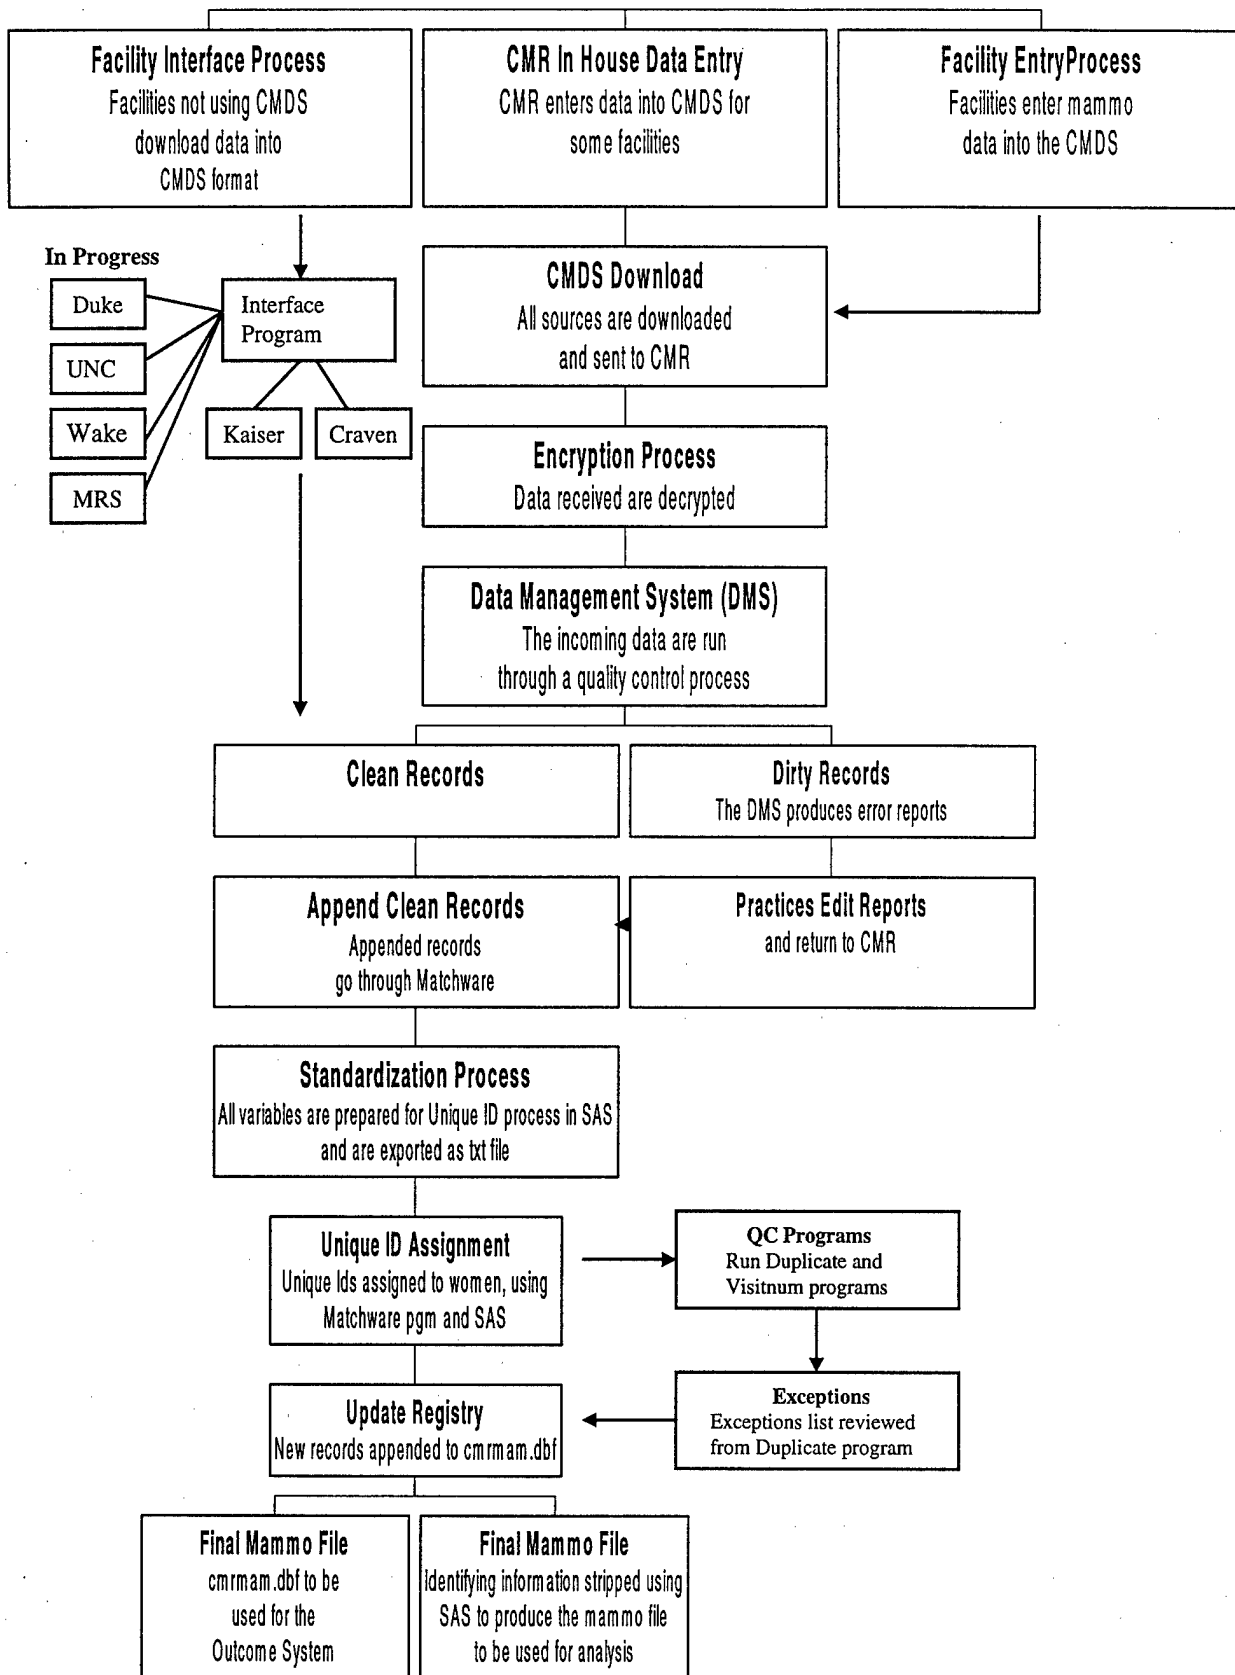 Facility Interface Process
Facilities not using CMDS
download data into
CMDS format
CMR In House Data Entry
CMR enters data into CMDS for
some facilities
Facility EntryProcess
Facilities enter mammo
data into the CMDS
In Progress
Duke
UNC
Wake
MRS
Interface
Program
Kaiser
Craven
CMDS Download
All sources are downloaded
and sent to CMR
Encryption Process
Data received are decrypted
Data Management System (DMS)
The incoming data are run
through a quality control process
Clean Records
Dirty Records
The DMS produces error reports
Append Clean Records
Appended records
go through Matchware
Practices Edit Reports
and return to CMR
Standardization Process
All variables are prepared for Unique ID process in SAS
and are exported as txt file
Unique ID Assignment
Unique Ids assigned to women, using
Matchware pgm and SAS
QC Programs
Run Duplicate and
Visitnum programs
Update Registry
New records appended to cmrmam.dbf
Exceptions
Exceptions list reviewed
from Duplicate program
Final Mammo File
cmrmam.dbf to be
used for the
Outcome System
Final Mammo File
Identifying information stripped using
SAS to produce the mammo file
to be used for analysis